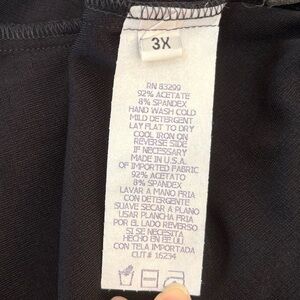 3X
RN 83299
92% ACETATE
8% SPANDEX
HAND WASH COLD
MILD DETERGENT
LAY FLAT TO DRY
COOL IRON ON
REVERSE SIDE
IF NECESSARY
MADE IN U.S.A.
OF IMPORTED FABRIC
92% ACETATO
8% SPANDEX
LAVAR A MANO FRIA
CON DETERGENTE
SUAVE SECAR A PLANO
USAR PLANCHA FRIA
POR EL LADO REVERSO
SI SE NECESITA
HECHO EN EE.UU
CON TELA IMPORTADA
CUT# 16234